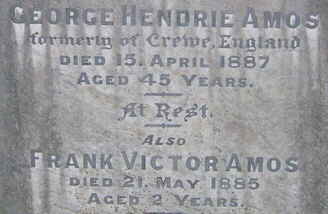 GEORGE HENDRIE AMOS
formerly of Crewe, England
DIED 15. APRIL 1887
AGED 45 YEARS.
At Rest.
ALSO
FRANK VICTOR AMOS
DIED 21. MAY 1885
AGED 2 YEARS.